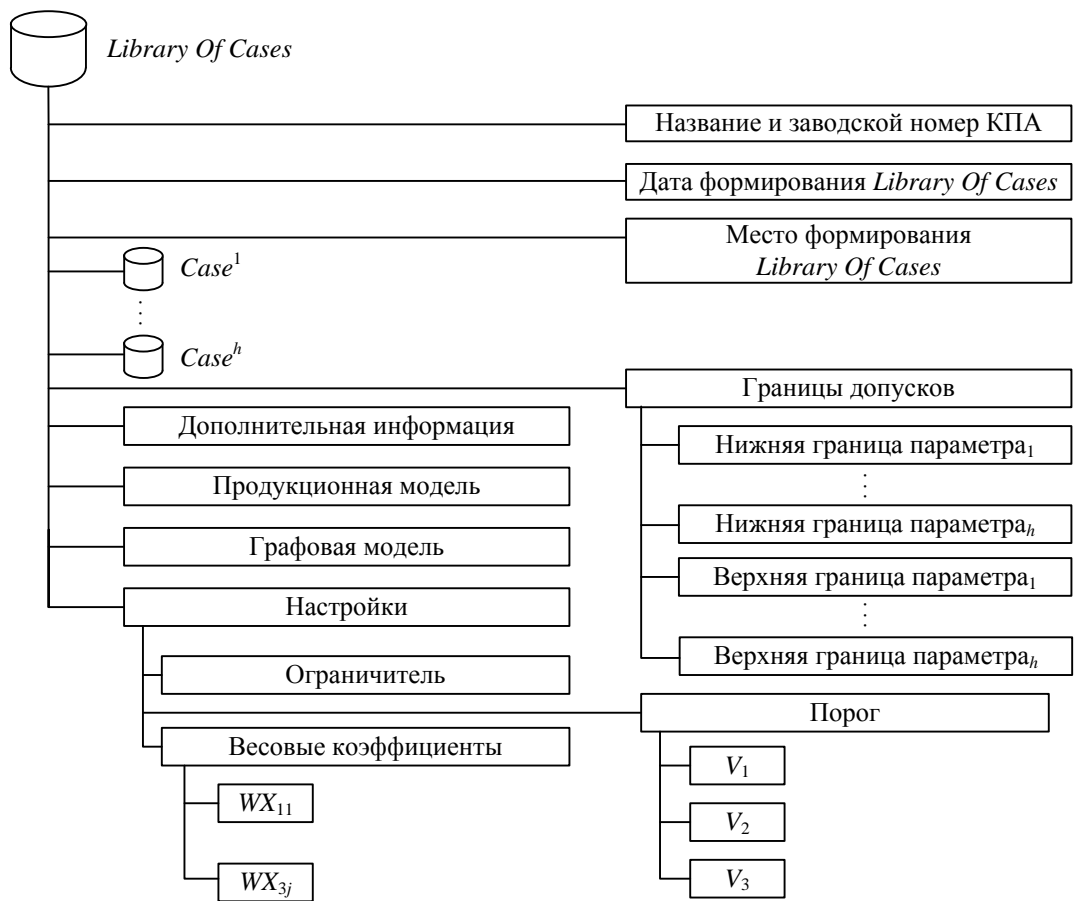 Library Of Cases
Название и заводской номер КПА
Дата формирования Library Of Cases
Место формирования
Library Of Cases
Case¹
Caseʰ
Границы допусков
Дополнительная информация
Нижняя граница параметра₁
Продукционная модель
Нижняя граница параметраₕ
Графовая модель
Верхняя граница параметра₁
Настройки
Верхняя граница параметраₕ
Ограничитель
Порог
Весовые коэффициенты
V₁
WX₁₁
V₂
WX₃ⱼ
V₃